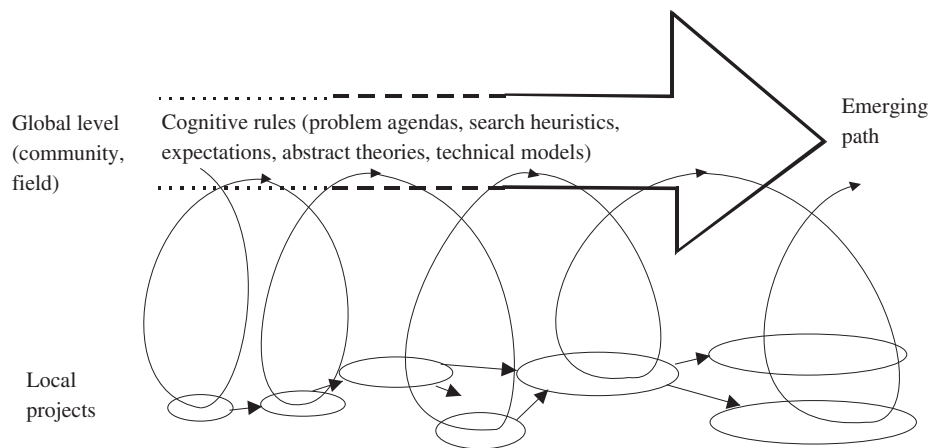 Global level
(community,
field)
Cognitive rules (problem agendas, search heuristics,
expectations, abstract theories, technical models)
Emerging
path
Local
projects